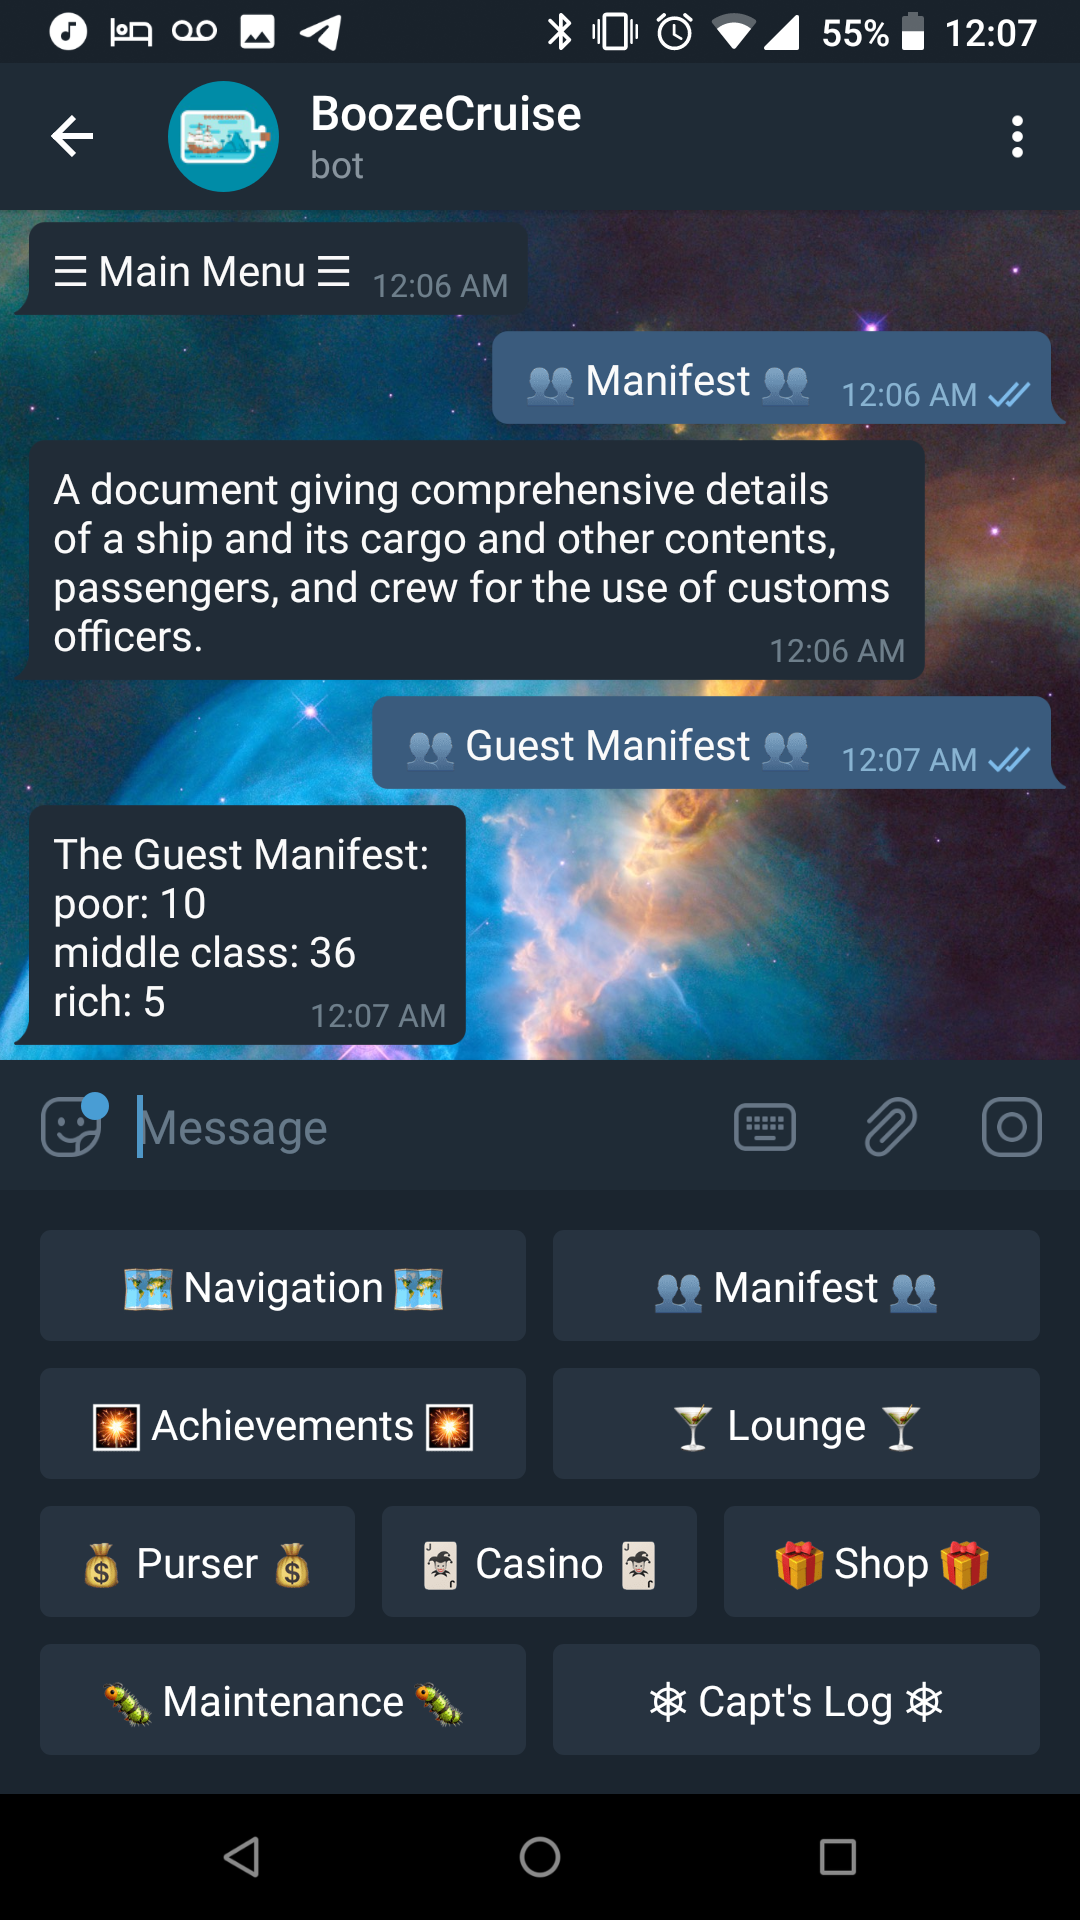 55% 12:07
BoozeCruise
bot
☰ Main Menu ☰ 12:06 AM
👥 Manifest 👥 12:06 AM
A document giving comprehensive details
of a ship and its cargo and other contents,
passengers, and crew for the use of customs
officers.
12:06 AM
👥 Guest Manifest 👥 12:07 AM
The Guest Manifest:
poor: 10
middle class: 36
rich: 5
12:07 AM
Message
🗺️ Navigation 🗺️
👥 Manifest 👥
🎇 Achievements 🎇
🍸 Lounge 🍸
💰 Purser 💰
🃏 Casino 🃏
🎁 Shop 🎁
🐛 Maintenance 🐛
⎈ Capt's Log ⎈